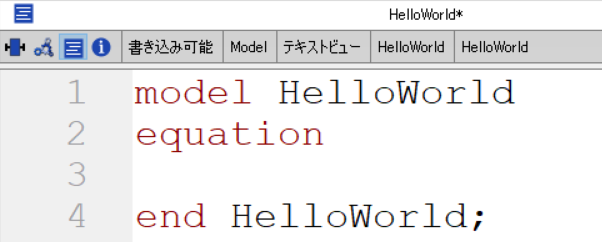 HelloWorld*
書き込み可能 Model テキストビュー HelloWorld HelloWorld
1 model HelloWorld
2 equation
3
4 end HelloWorld;